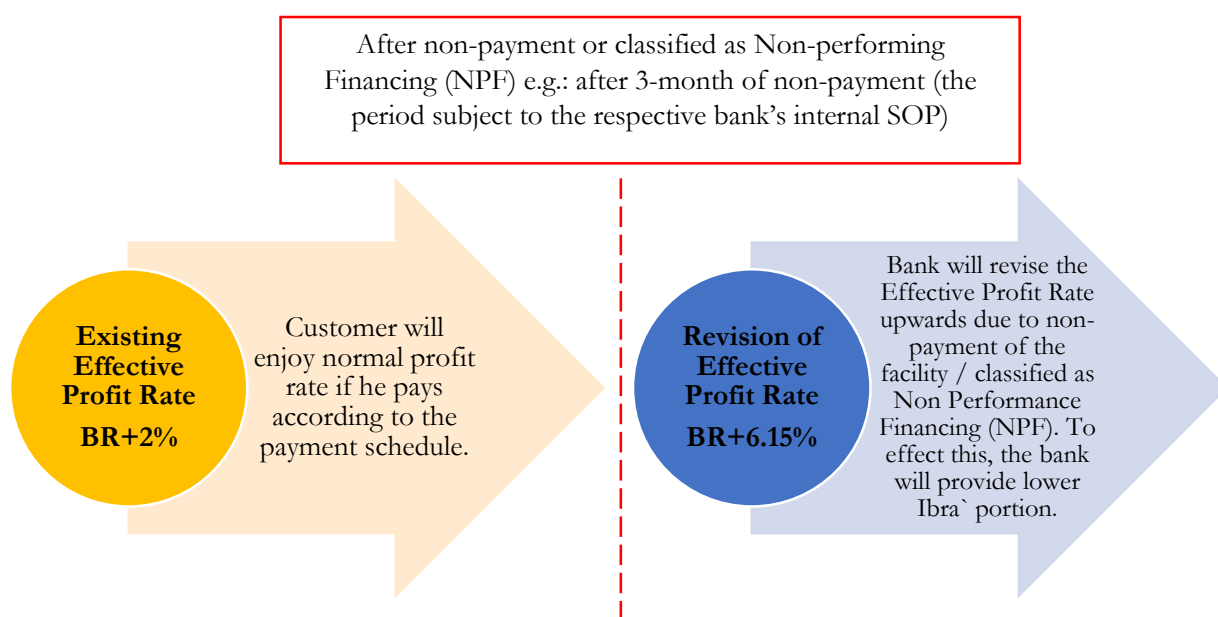 After non-payment or classified as Non-performing
Financing (NPF) e.g.: after 3-month of non-payment (the
period subject to the respective bank's internal SOP)
Existing
Effective
Profit Rate
BR+2%
Customer will
enjoy normal profit
rate if he pays
according to the
payment schedule.
Revision of
Effective
Profit Rate
BR+6.15%
Bank will revise the
Effective Profit Rate
upwards due to non-
payment of the
facility / classified as
Non Performance
Financing (NPF). To
effect this, the bank
will provide lower
Ibra` portion.